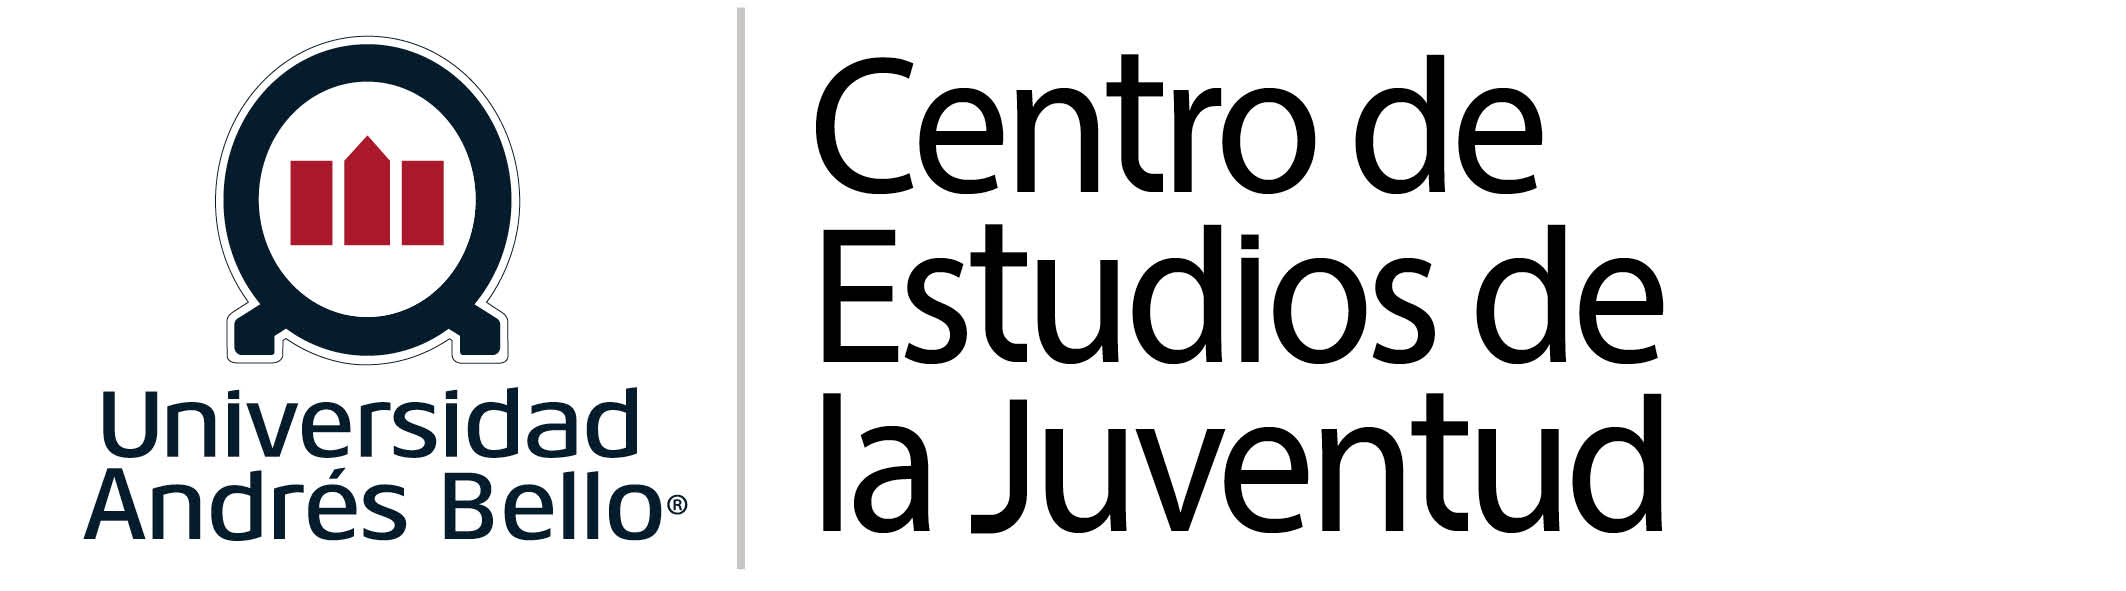 Universidad
Andrés Bello®
Centro de
Estudios de
la Juventud